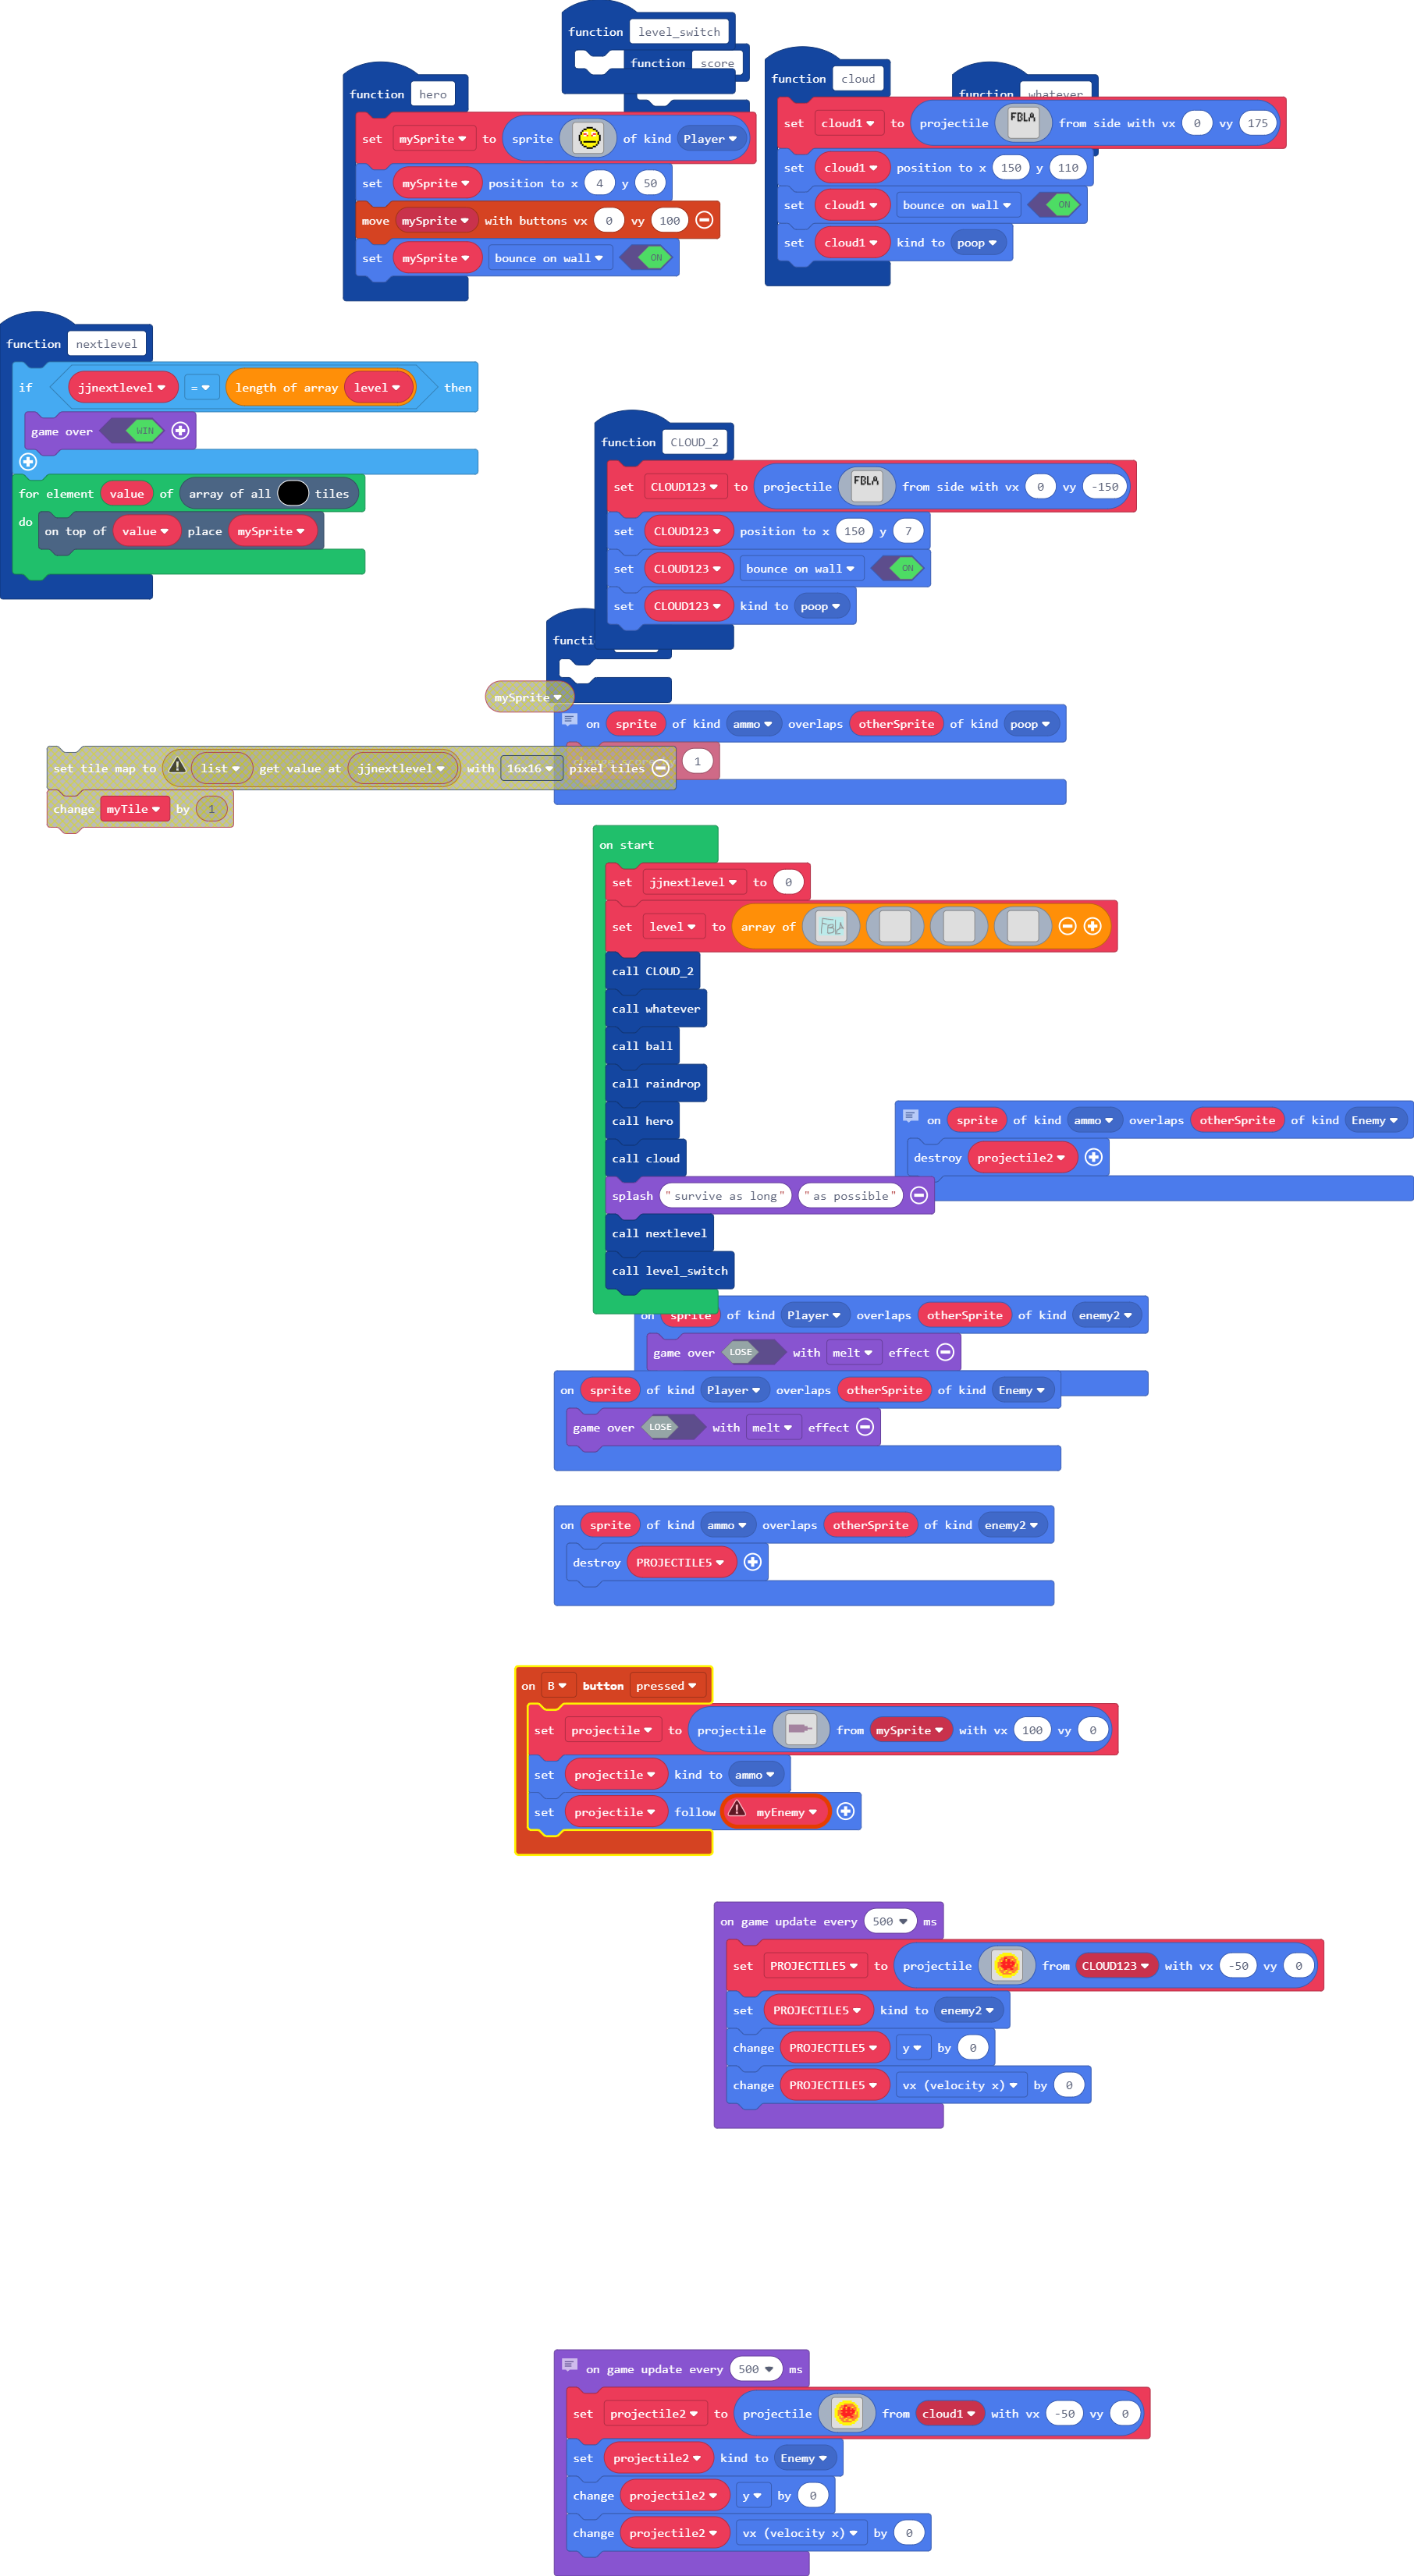 function level_switch
function score
function hero
set mySprite to sprite of kind Player
set mySprite position to x 4 y 50
move mySprite with buttons vx 0 vy 100
set mySprite bounce on wall ON
function cloud
function whatever
set cloud1 to projectile FBLA from side with vx 0 vy 175
set cloud1 position to x 150 y 110
set cloud1 bounce on wall ON
set cloud1 kind to poop
function nextlevel
if jjnextlevel = length of array level then
game over WIN
for element value of array of all tiles
do on top of value place mySprite
function CLOUD_2
set CLOUD123 to projectile FBLA from side with vx 0 vy -150
set CLOUD123 position to x 150 y 7
set CLOUD123 bounce on wall ON
set CLOUD123 kind to poop
functi
mySprite
on sprite of kind ammo overlaps otherSprite of kind poop
change score by 1
set tile map to list get value at jjnextlevel with 16x16 pixel tiles
change myTile by 1
on start
set jjnextlevel to 0
set level to array of FBLA
call CLOUD_2
call whatever
call ball
call raindrop
call hero
call cloud
splash "survive as long" "as possible"
call nextlevel
call level_switch
on sprite of kind ammo overlaps otherSprite of kind Enemy
destroy projectile2
on sprite of kind Player overlaps otherSprite of kind enemy2
game over LOSE with melt effect
on sprite of kind Player overlaps otherSprite of kind Enemy
game over LOSE with melt effect
on sprite of kind ammo overlaps otherSprite of kind enemy2
destroy PROJECTILE5
on B button pressed
set projectile to projectile from mySprite with vx 100 vy 0
set projectile kind to ammo
set projectile follow myEnemy
on game update every 500 ms
set PROJECTILE5 to projectile from CLOUD123 with vx -50 vy 0
set PROJECTILE5 kind to enemy2
change PROJECTILE5 y by 0
change PROJECTILE5 vx (velocity x) by 0
on game update every 500 ms
set projectile2 to projectile from cloud1 with vx -50 vy 0
set projectile2 kind to Enemy
change projectile2 y by 0
change projectile2 vx (velocity x) by 0